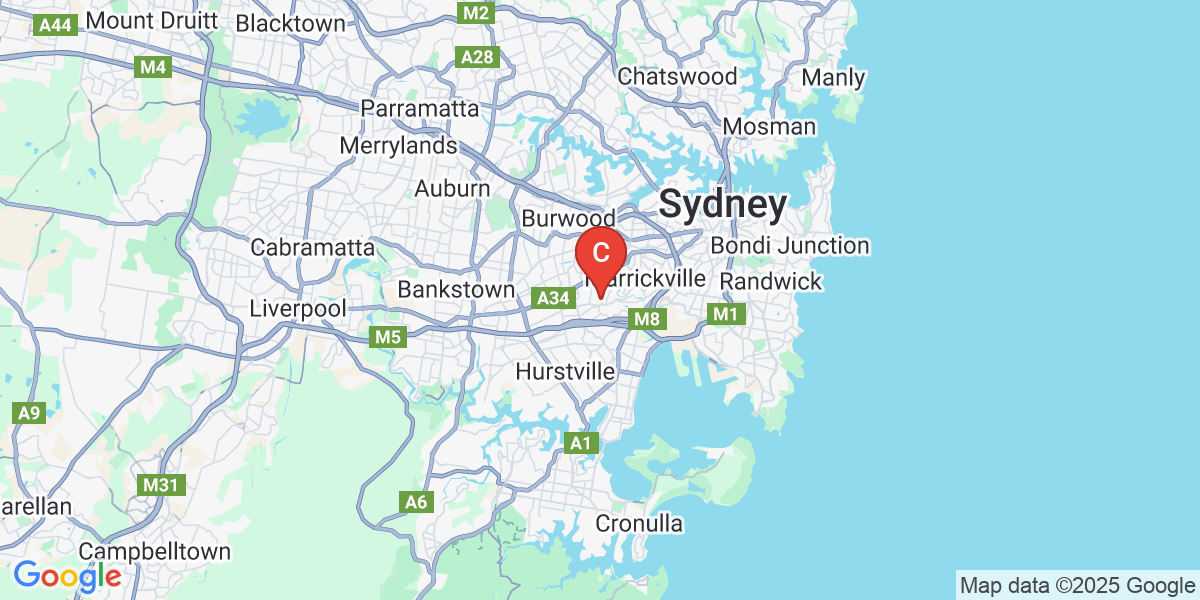 A44
Mount Druitt
Blacktown
M2
M4
A28
Chatswood
Manly
Parramatta
Mosman
Merrylands
Auburn
Sydney
Burwood
C
Cabramatta
Bondi Junction
Bankstown
A34
arrickville
Randwick
Liverpool
M5
M8
M1
Hurstville
A9
A1
M31
A6
arellan
Cronulla
Campbelltown
Google
Map data ©2025 Google